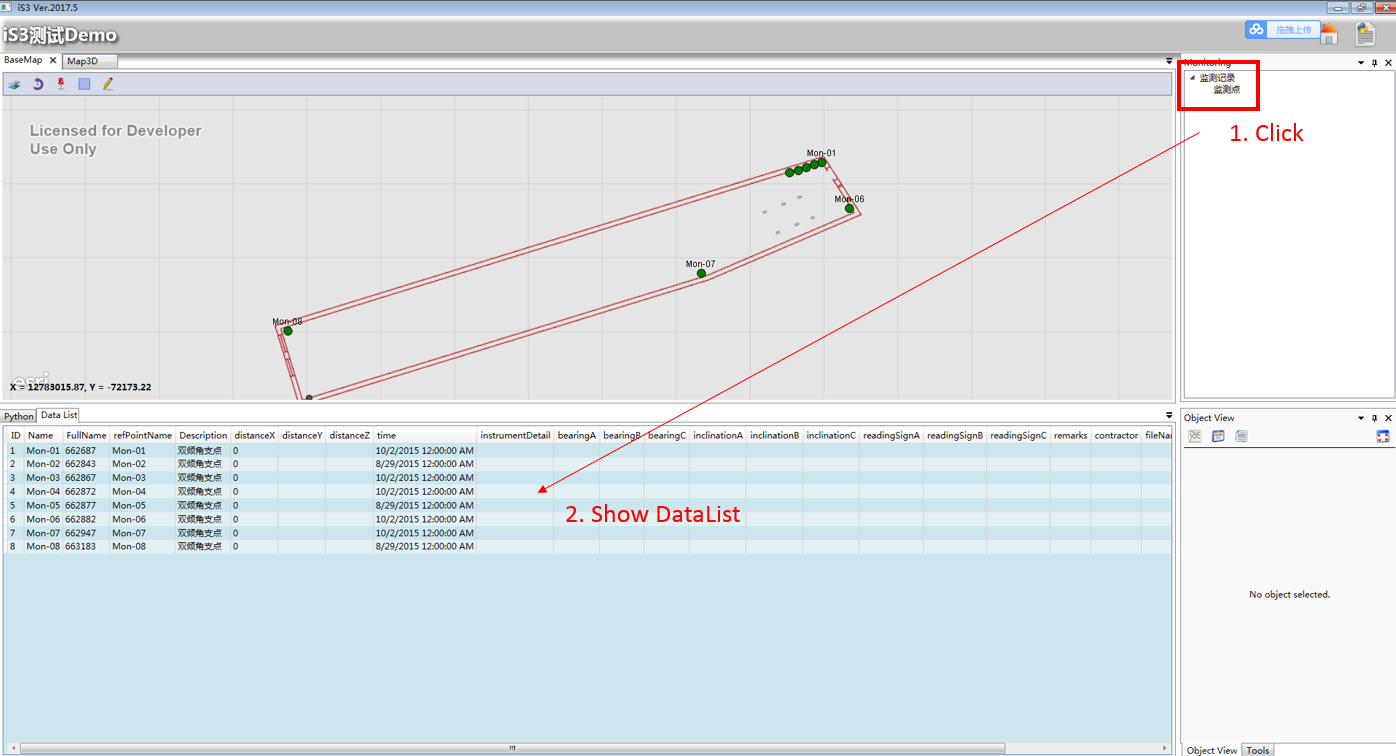 iS3 Ver.2017.5
iS3测试Demo
拖拽上传
BaseMap
Map3D
Monitoring
监测记录
监测点
1. Click
Licensed for Developer
Use Only
Mon-01
Mon-06
Mon-07
Mon-08
esri
X = 12783015.87, Y = -72173.22
Python Data List
ID Name FullName refPointName Description distanceX distanceY distanceZ time instrumentDetail bearingA bearingB bearingC inclinationA inclinationB inclinationC readingSignA readingSignB readingSignC remarks contractor fileNar
1 Mon-01 662687 Mon-01 双倾角支点 0 10/2/2015 12:00:00 AM
2 Mon-02 662843 Mon-02 双倾角支点 0 8/29/2015 12:00:00 AM
3 Mon-03 662867 Mon-03 双倾角支点 0 10/2/2015 12:00:00 AM
4 Mon-04 662872 Mon-04 双倾角支点 0 10/2/2015 12:00:00 AM
5 Mon-05 662877 Mon-05 双倾角支点 0 8/29/2015 12:00:00 AM
6 Mon-06 662882 Mon-06 双倾角支点 0 10/2/2015 12:00:00 AM
7 Mon-07 662947 Mon-07 双倾角支点 0 10/2/2015 12:00:00 AM
8 Mon-08 663183 Mon-08 双倾角支点 0 8/29/2015 12:00:00 AM
2. Show DataList
Object View
No object selected.
Object View Tools